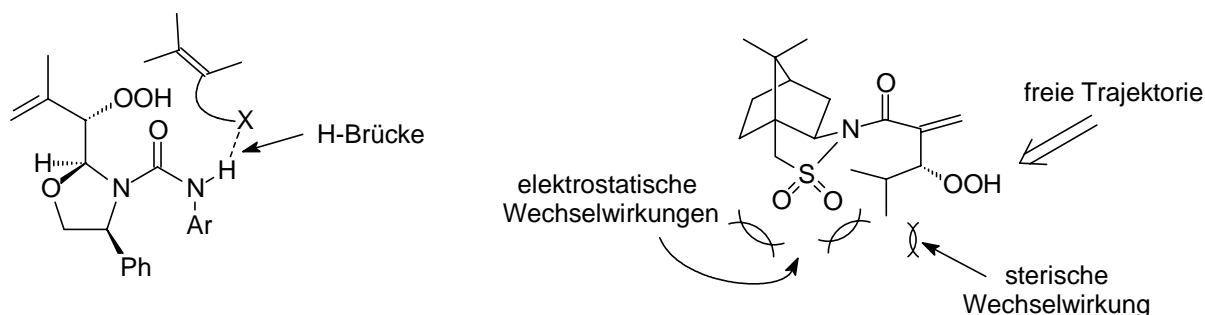 OOH
X
O
H-Brücke
H
H
O
N
N
Ar
Ph
O
freie Trajektorie
N
S
O
O
OOH
elektrostatische
Wechselwirkungen
sterische
Wechselwirkung